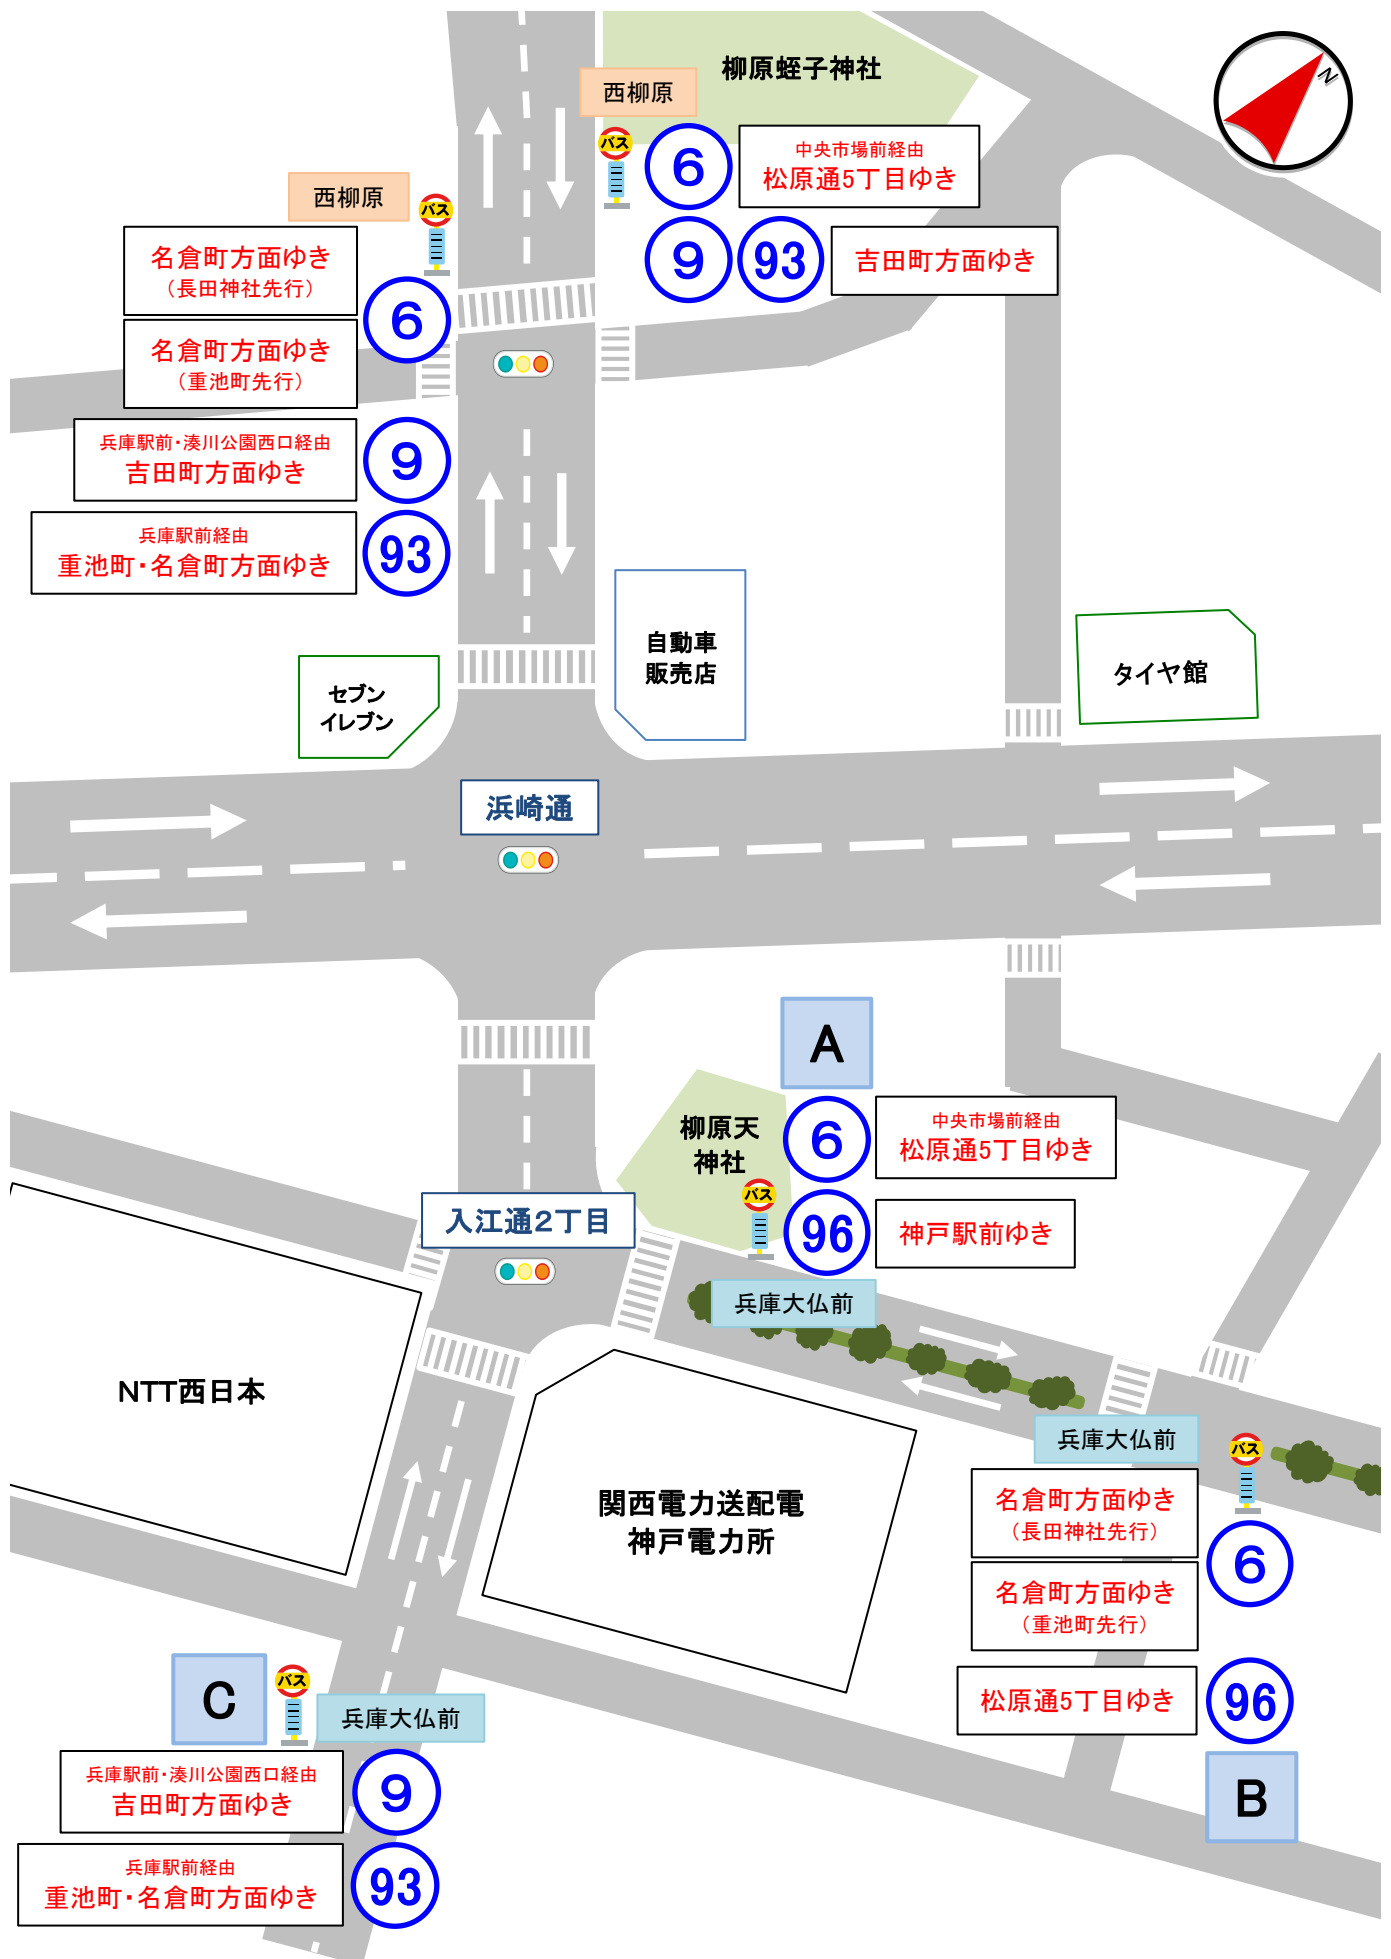 柳原蛭子神社
N
西柳原
バス
6
中央市場前経由
松原通5丁目ゆき
9
93
吉田町方面ゆき
西柳原
バス
名倉町方面ゆき
（長田神社先行）
6
名倉町方面ゆき
（重池町先行）
兵庫駅前・湊川公園西口経由
吉田町方面ゆき
9
兵庫駅前経由
重池町・名倉町方面ゆき
93
自動車
販売店
セブン
イレブン
タイヤ館
浜崎通
A
柳原天
神社
バス
6
中央市場前経由
松原通5丁目ゆき
96
神戸駅前ゆき
入江通2丁目
兵庫大仏前
NTT西日本
関西電力送配電
神戸電力所
兵庫大仏前
バス
名倉町方面ゆき
（長田神社先行）
6
名倉町方面ゆき
（重池町先行）
松原通5丁目ゆき
96
B
C
バス
兵庫大仏前
兵庫駅前・湊川公園西口経由
吉田町方面ゆき
9
兵庫駅前経由
重池町・名倉町方面ゆき
93